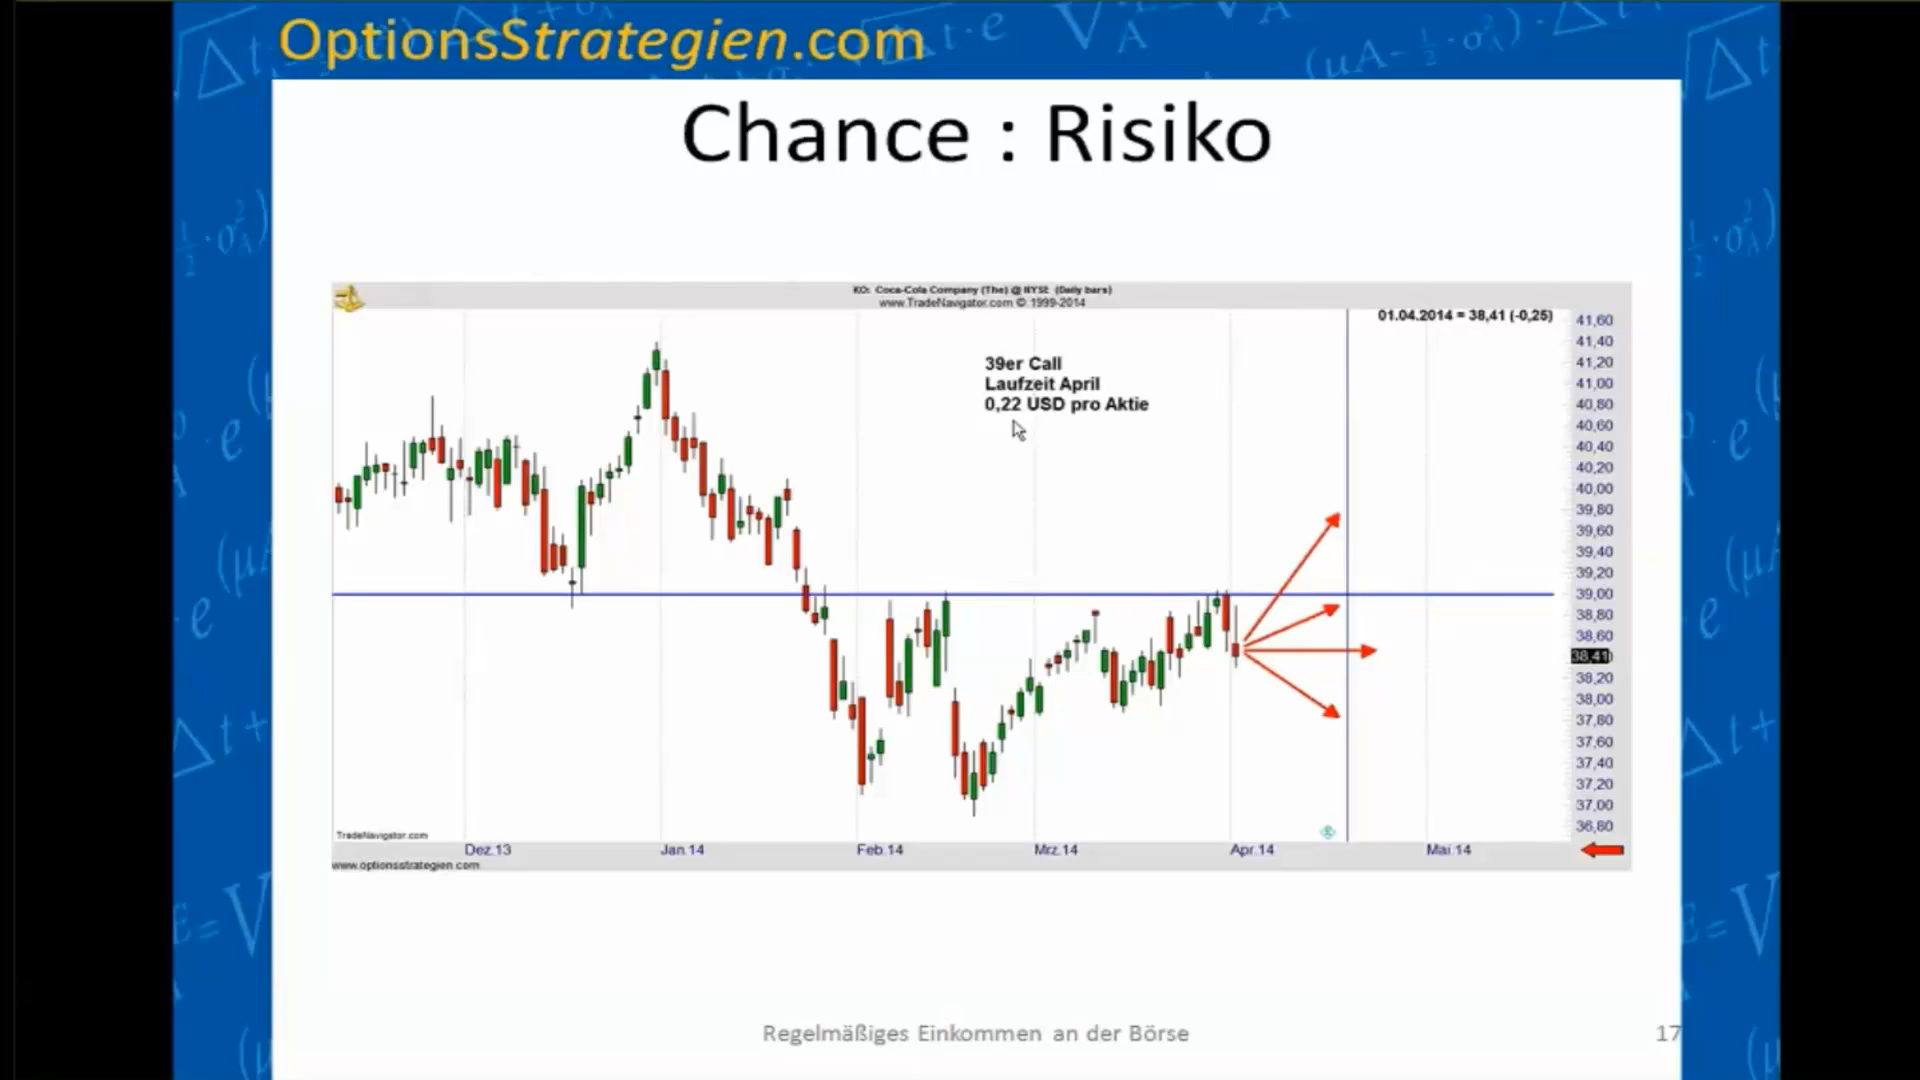 OptionsStrategien.com
Chance : Risiko
KO: Coca-Cola Company (The) @ NYSE (Daily bars)
www.TradeNavigator.com © 1999-2014
01.04.2014 = 38,41 (-0,25)
39er Call
Laufzeit April
0,22 USD pro Aktie
41,60
41,40
41,20
41,00
40,80
40,60
40,40
40,20
40,00
39,80
39,60
39,40
39,20
39,00
38,80
38,60
38,41
38,20
38,00
37,80
37,60
37,40
37,20
37,00
36,80
TradeNavigator.com
Dez.13 Jan.14 Feb.14 Mrz.14 Apr.14 Mai.14
www.optionsstrategien.com
Regelmäßiges Einkommen an der Börse
17